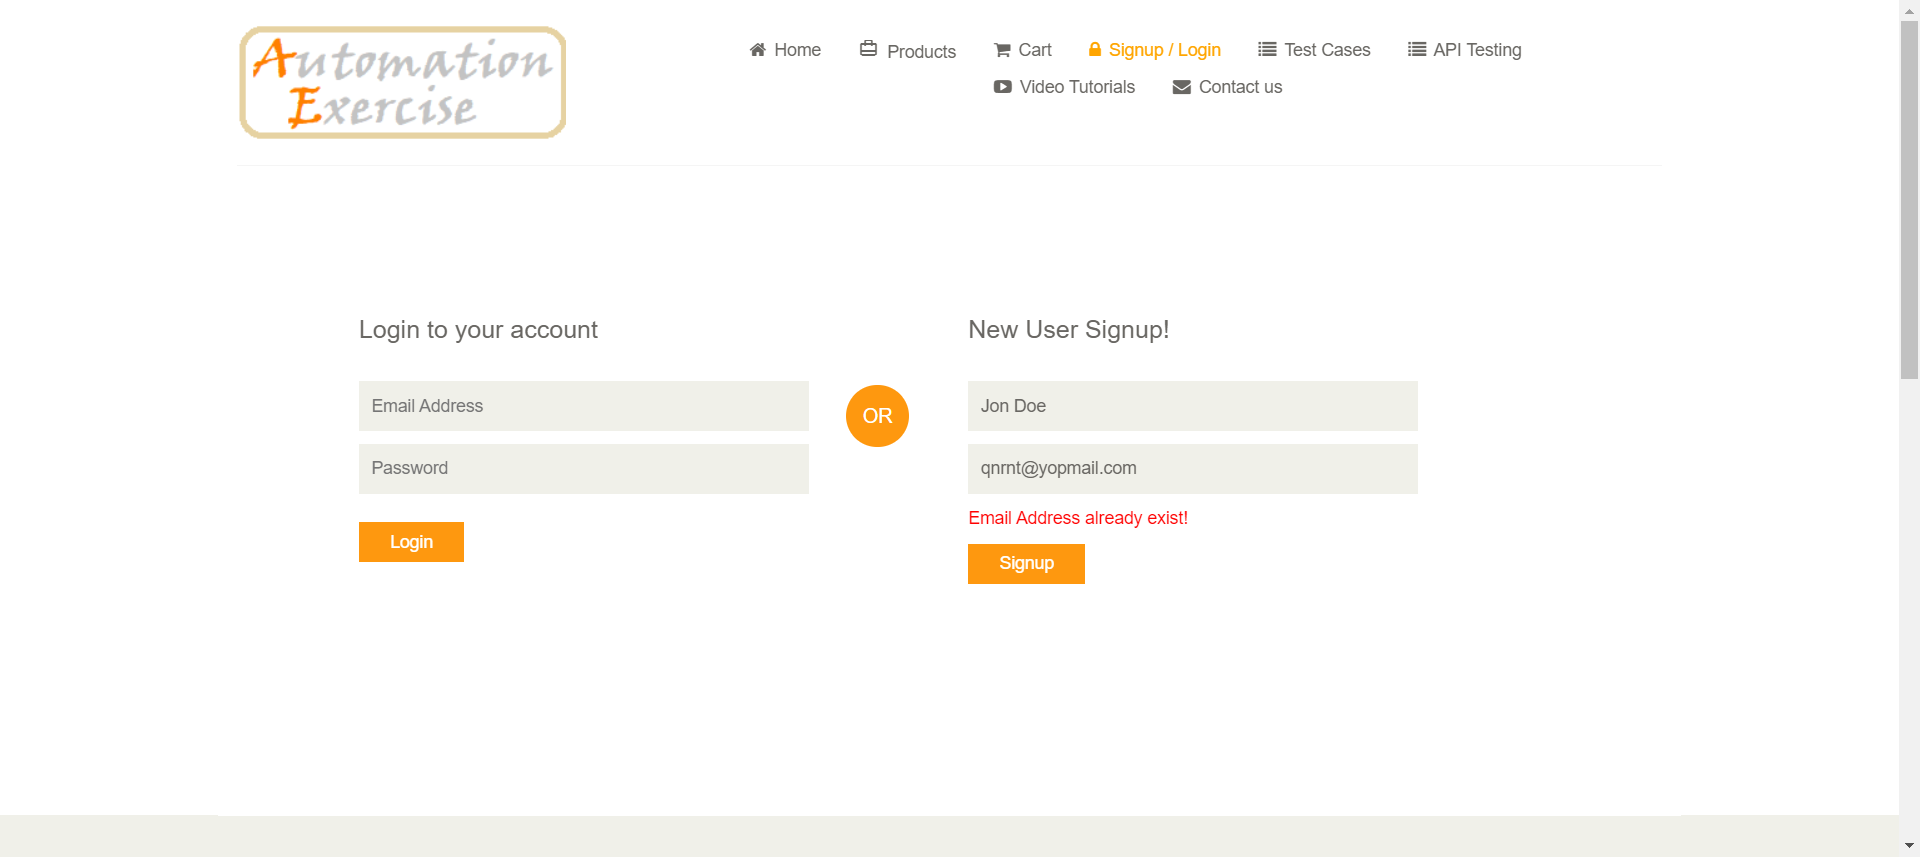 Automation
Exercise
Home Products Cart Signup / Login Test Cases API Testing
Video Tutorials Contact us
Login to your account
Email Address
Password
Login
OR
New User Signup!
Jon Doe
qnrnt@yopmail.com
Email Address already exist!
Signup